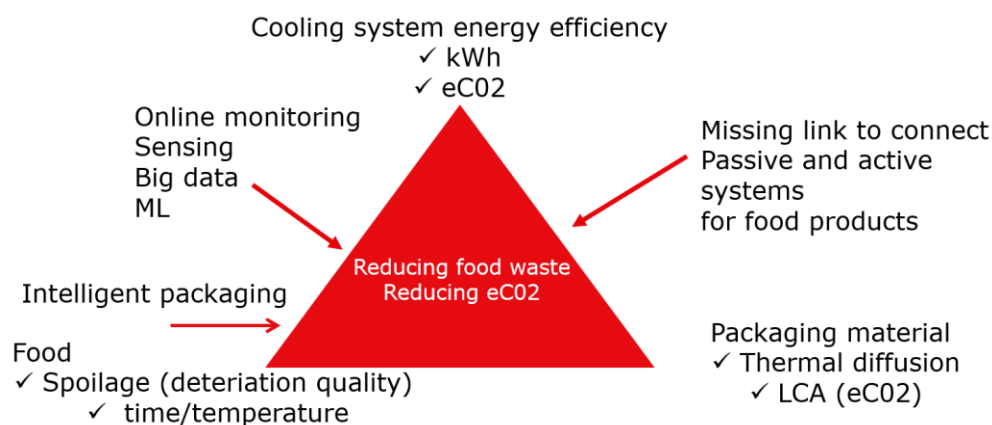 Cooling system energy efficiency
✓ kWh
✓ eC02
Online monitoring
Sensing
Big data
ML
Missing link to connect
Passive and active
systems
for food products
Reducing food waste
Reducing eC02
Intelligent packaging
Food
✓ Spoilage (deteriation quality)
✓ time/temperature
Packaging material
✓ Thermal diffusion
✓ LCA (eC02)